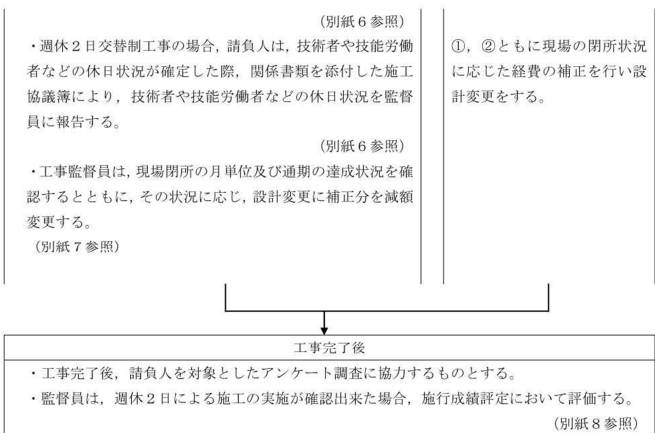 （別紙６参照）
・週休２日交替制工事の場合，請負人は，技術者や技能労働
者などの休日状況が確定した際，関係書類を添付した施工
協議簿により，技術者や技能労働者などの休日状況を監督
員に報告する。
（別紙６参照）
・工事監督員は，現場閉所の月単位及び通期の達成状況を確
認するとともに，その状況に応じ，設計変更に補正分を減額
変更する。
（別紙７参照）
①，②ともに現場の閉所状況
に応じた経費の補正を行い設
計変更をする。
工事完了後
・工事完了後，請負人を対象としたアンケート調査に協力するものとする。
・監督員は，週休２日による施工の実施が確認出来た場合，施行成績評定において評価する。
（別紙８参照）